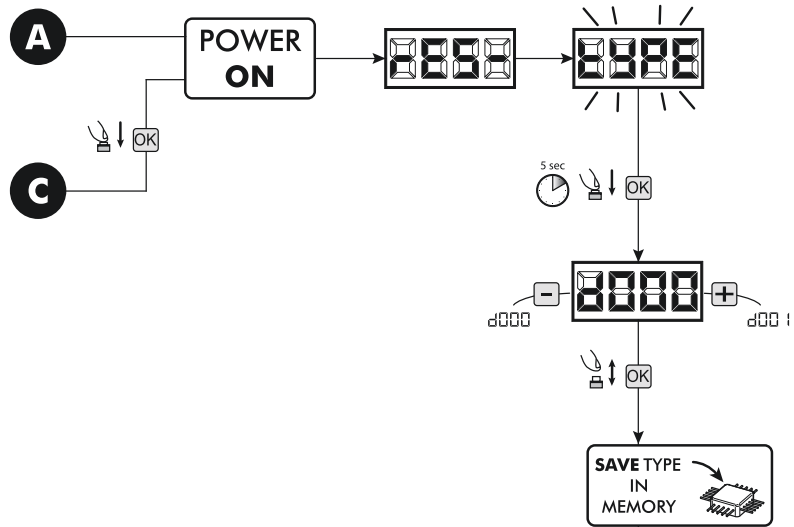 A
POWER
ON
rES-
tYPE
OK
C
5 sec
OK
d000
-
+
d000
d001
OK
SAVE TYPE
IN
MEMORY